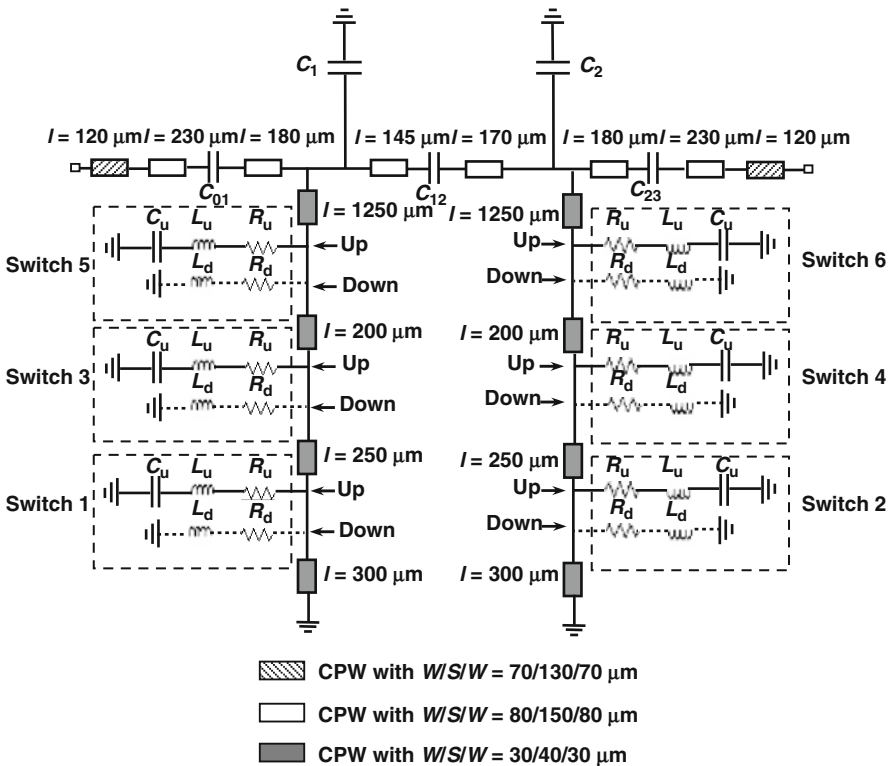 C1 C2
l = 120 μm l = 230 μm l = 180 μm l = 145 μm l = 170 μm l = 180 μm l = 230 μm l = 120 μm
C01 C12 C23
l = 1250 μm l = 1250 μm
Cu Lu Ru Up Up Ru Lu Cu
Switch 5 Switch 6
Ld Rd Down Down Rd Ld
l = 200 μm l = 200 μm
Cu Lu Ru Up Up Ru Lu Cu
Switch 3 Switch 4
Ld Rd Down Down Rd Ld
l = 250 μm l = 250 μm
Cu Lu Ru Up Up Ru Lu Cu
Switch 1 Switch 2
Ld Rd Down Down Rd Ld
l = 300 μm l = 300 μm
CPW with W/S/W = 70/130/70 μm
CPW with W/S/W = 80/150/80 μm
CPW with W/S/W = 30/40/30 μm